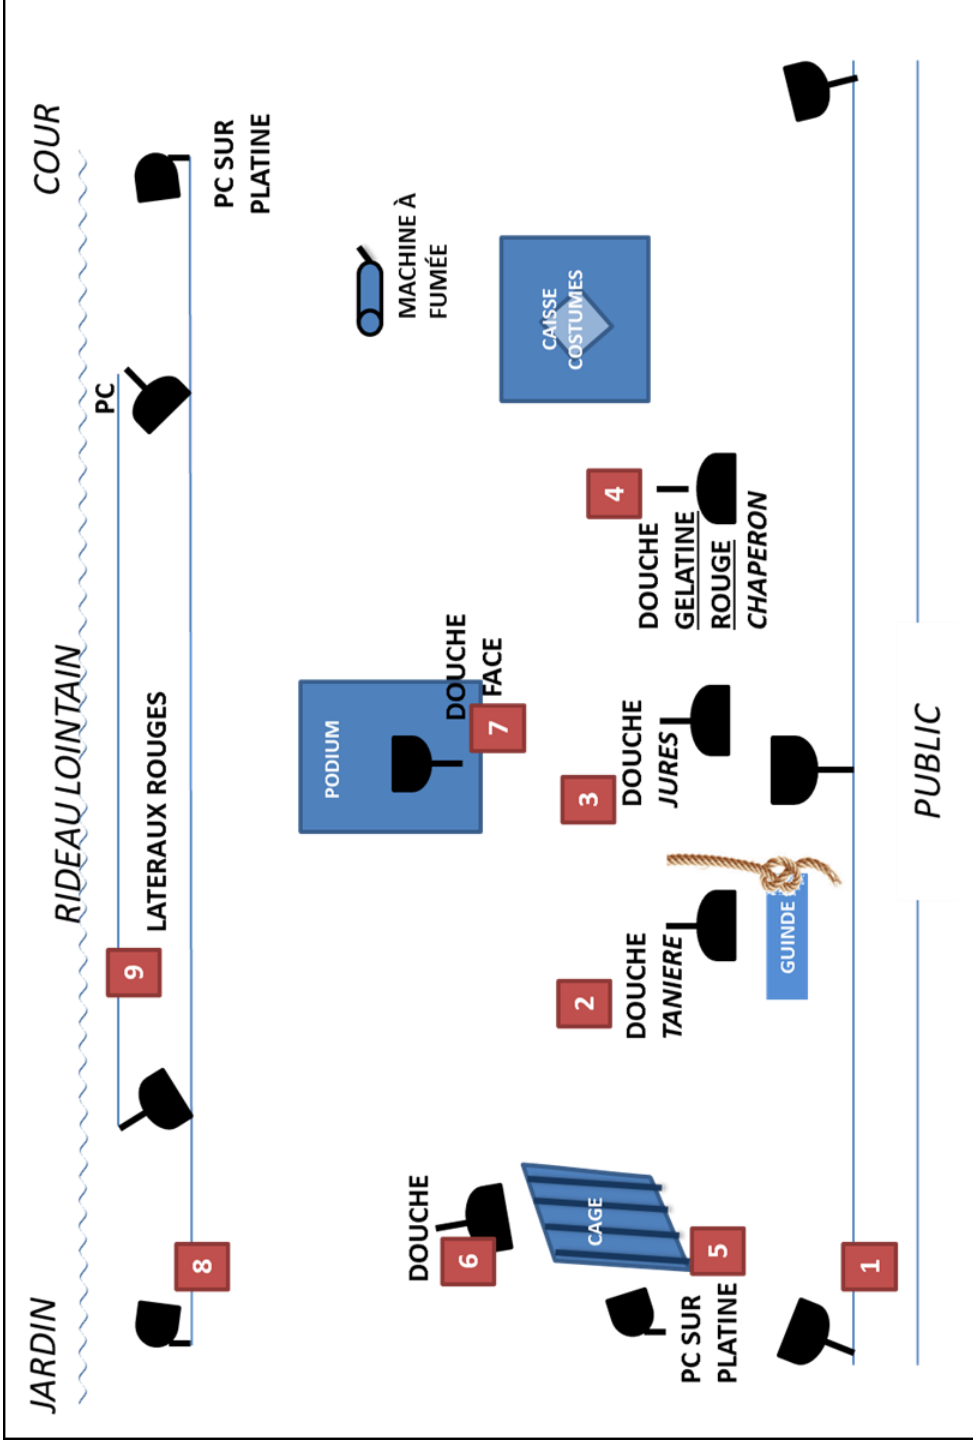 JARDIN
RIDEAU LOINTAIN
COUR
9
PC
LATERAUX ROUGES
8
PC SUR
PLATINE
MACHINE À
FUMÉE
PODIUM
DOUCHE
FACE
7
DOUCHE
6
CAGE
5
PC SUR
PLATINE
2
DOUCHE
TANIERE
3
DOUCHE
JURES
4
DOUCHE
GELATINE
ROUGE
CHAPERON
CAISSE
COSTUMES
GUINDE
1
PUBLIC